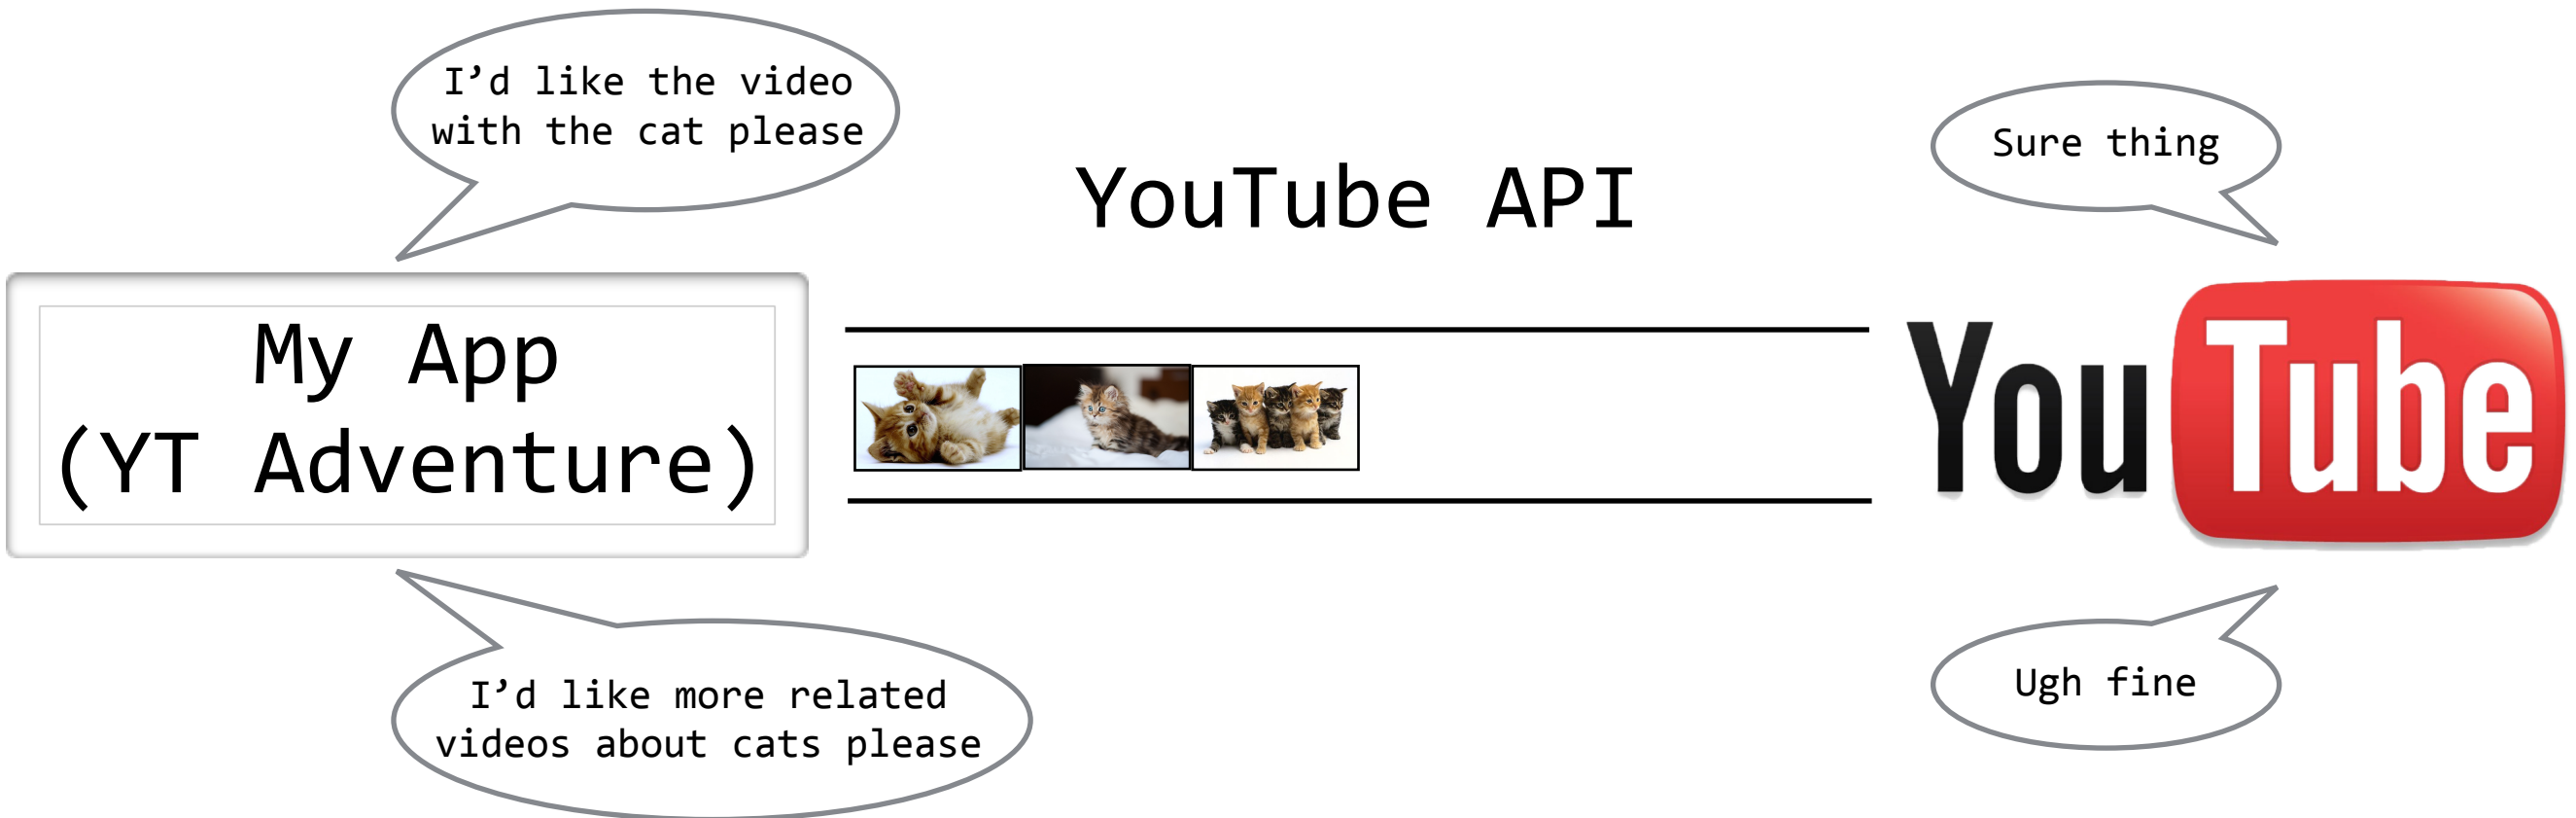 I’d like the video
with the cat please
Sure thing
YouTube API
My App
(YT Adventure)
YouTube
I’d like more related
videos about cats please
Ugh fine